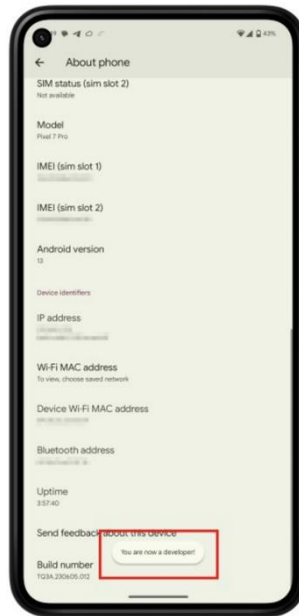 43%
About phone
SIM status (sim slot 2)
Not available
Model
Pixel 7 Pro
IMEI (sim slot 1)
IMEI (sim slot 2)
Android version
13
Device identifiers
IP address
Wi-Fi MAC address
To view, choose saved network
Device Wi-Fi MAC address
Bluetooth address
Uptime
3:57:40
Send feedback about this device
You are now a developer!
Build number
TQ3A.230605.012